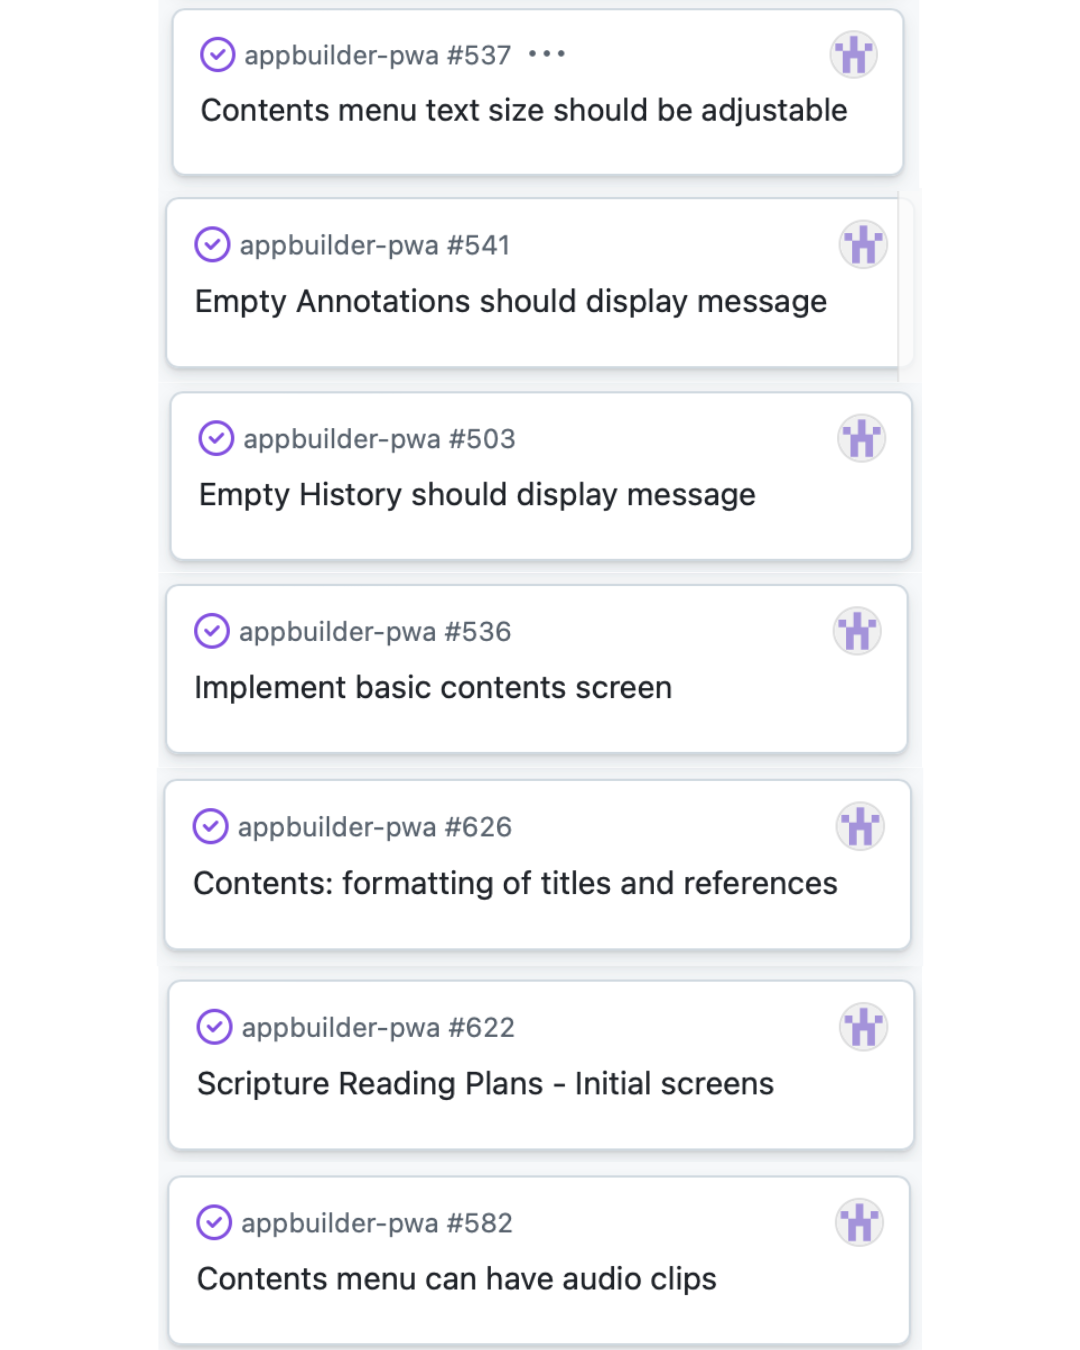 appbuilder-pwa #537 •••
Contents menu text size should be adjustable
appbuilder-pwa #541
Empty Annotations should display message
appbuilder-pwa #503
Empty History should display message
appbuilder-pwa #536
Implement basic contents screen
appbuilder-pwa #626
Contents: formatting of titles and references
appbuilder-pwa #622
Scripture Reading Plans - Initial screens
appbuilder-pwa #582
Contents menu can have audio clips